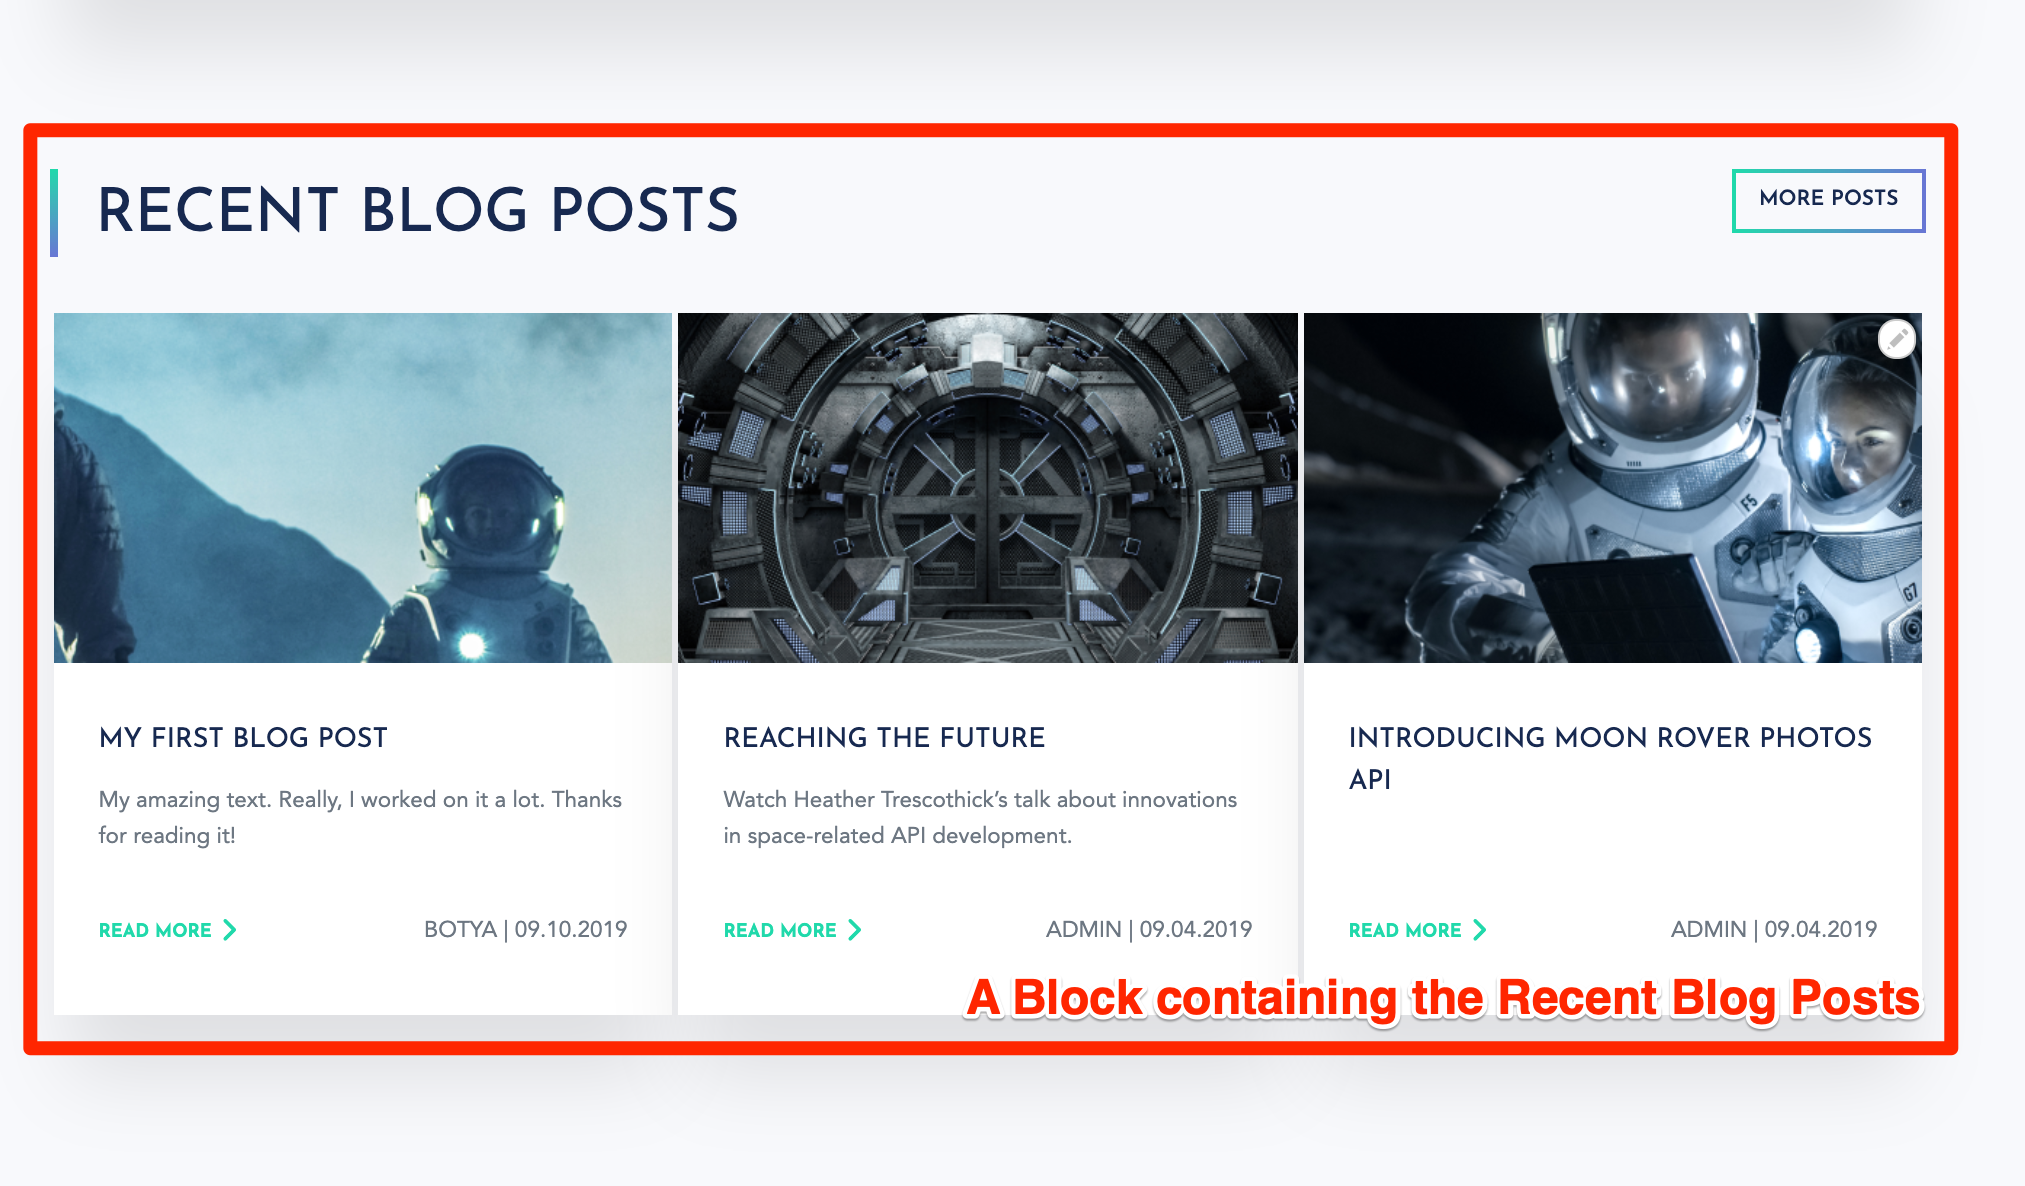 RECENT BLOG POSTS
MORE POSTS
F5
G7
MY FIRST BLOG POST
My amazing text. Really, I worked on it a lot. Thanks
for reading it!
READ MORE
BOTYA | 09.10.2019
REACHING THE FUTURE
Watch Heather Trescothick’s talk about innovations
in space-related API development.
READ MORE
ADMIN | 09.04.2019
INTRODUCING MOON ROVER PHOTOS
API
READ MORE
ADMIN | 09.04.2019
A Block containing the Recent Blog Posts